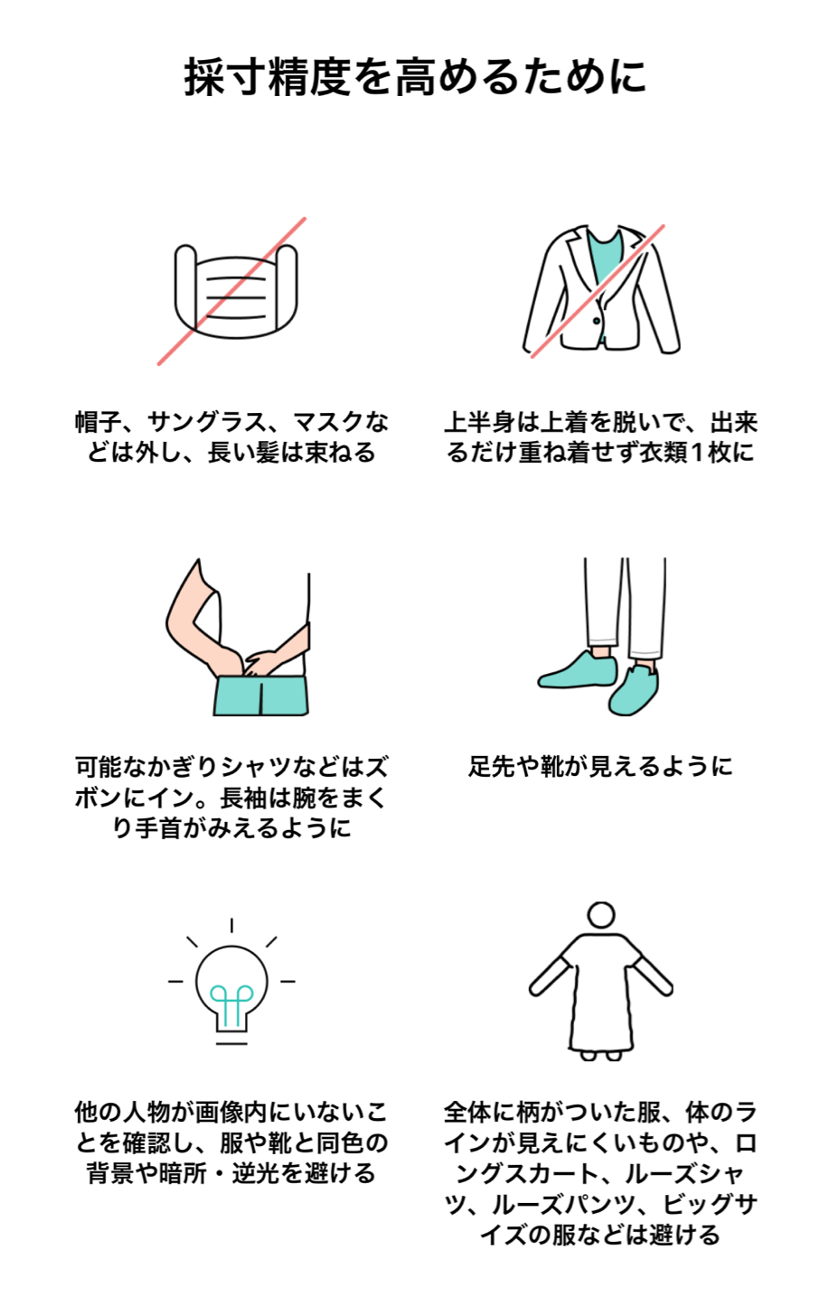 採寸精度を高めるために
帽子、サングラス、マスクな
どは外し、長い髪は束ねる
上半身は上着を脱いで、出来
るだけ重ね着せず衣類1枚に
可能なかぎりシャツなどはズ
ボンにイン。長袖は腕をまく
り手首がみえるように
足先や靴が見えるように
他の人物が画像内にいないこ
とを確認し、服や靴と同色の
背景や暗所・逆光を避ける
全体に柄がついた服、体のラ
インが見えにくいものや、ロ
ングスカート、ルーズシャ
ツ、ルーズパンツ、ビッグサ
イズの服などは避ける